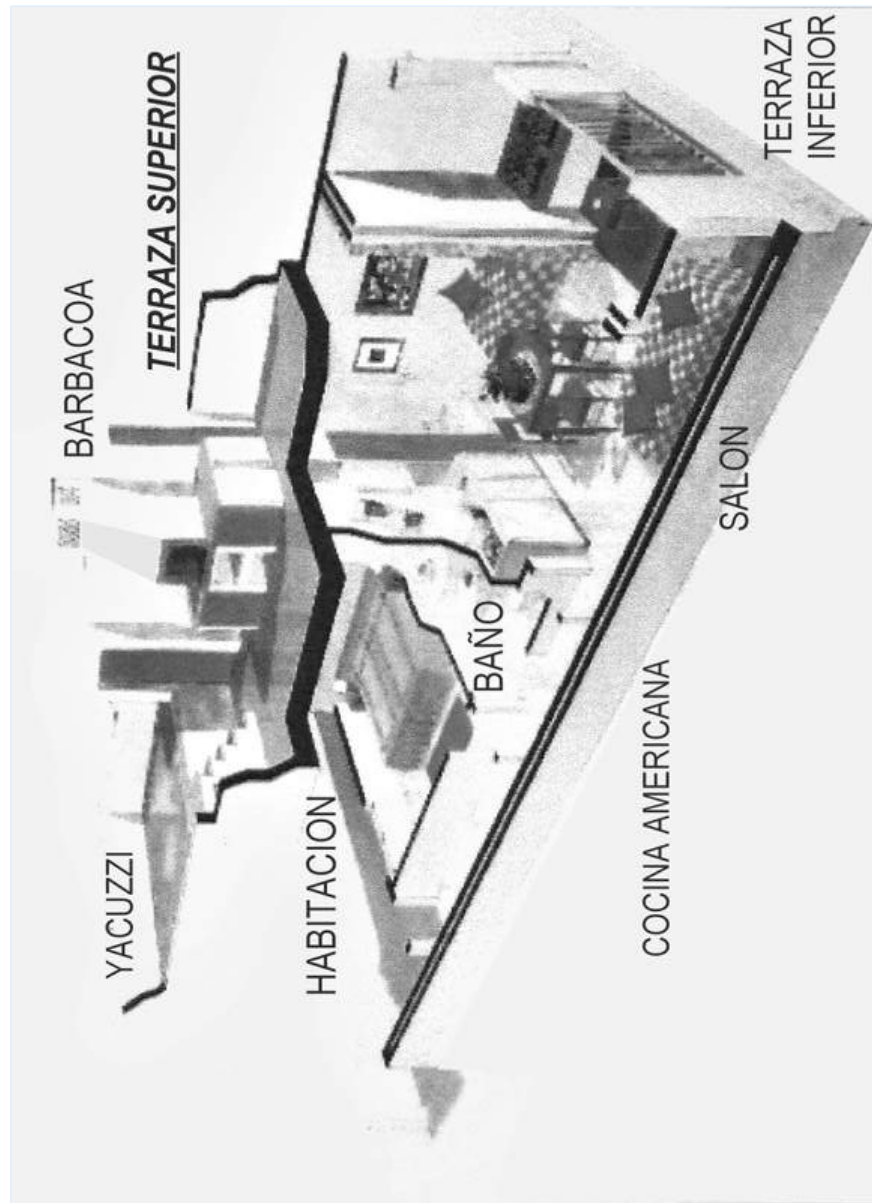 YACUZZI
BARBACOA
TERRAZA SUPERIOR
HABITACION
BAÑO
COCINA AMERICANA
SALON
TERRAZA
INFERIOR